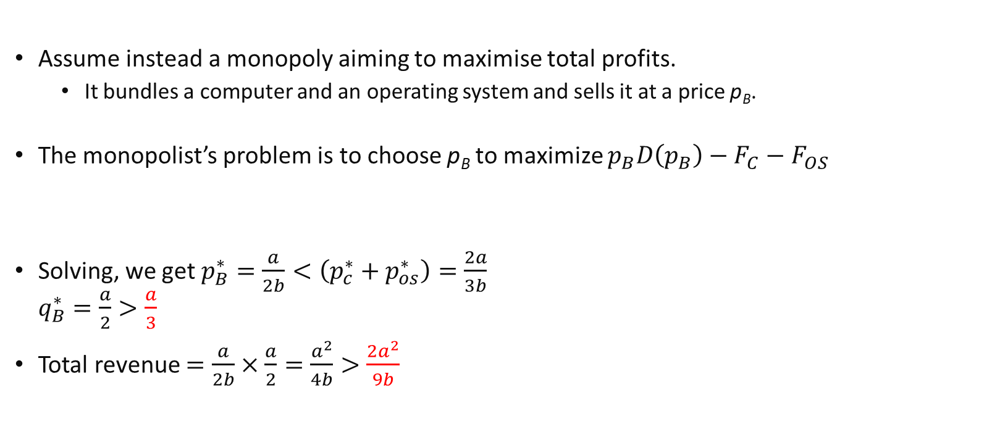 • Assume instead a monopoly aiming to maximise total profits.
• It bundles a computer and an operating system and sells it at a price $p_B$.
• The monopolist's problem is to choose $p_B$ to maximize $p_B D(p_B) - F_C - F_{OS}$
• Solving, we get $p_B^* = \frac{a}{2b} < (p_c^* + p_{os}^*) = \frac{2a}{3b}$
$q_B^* = \frac{a}{2} > \frac{a}{3}$
• Total revenue $= \frac{a}{2b} \times \frac{a}{2} = \frac{a^2}{4b} > \frac{2a^2}{9b}$